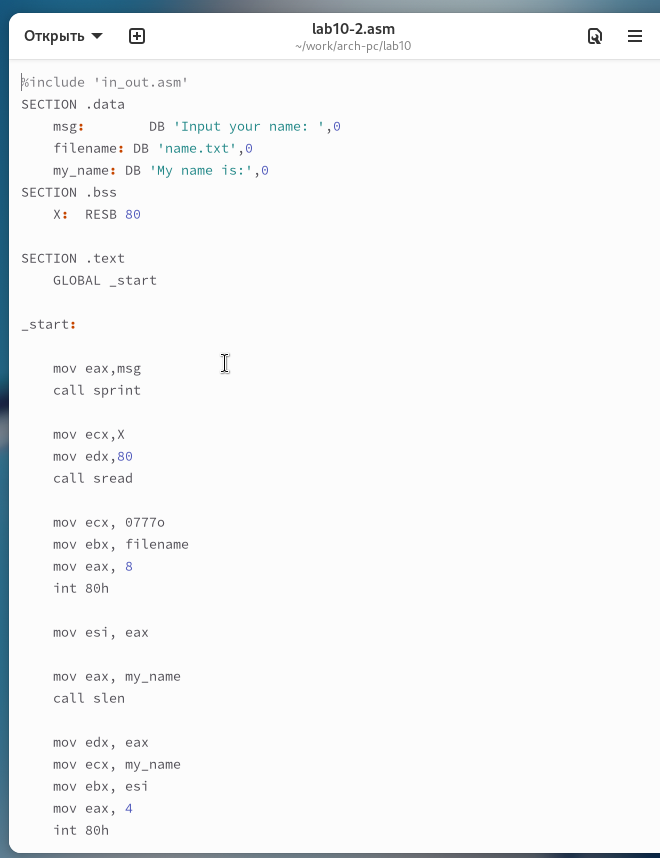 Открыть
lab10-2.asm
~/work/arch-pc/lab10
%include 'in_out.asm'
SECTION .data
    msg:        DB 'Input your name: ',0
    filename: DB 'name.txt',0
    my_name: DB 'My name is:',0
SECTION .bss
    X:  RESB 80

SECTION .text
    GLOBAL _start

_start:

    mov eax,msg
    call sprint

    mov ecx,X
    mov edx,80
    call sread

    mov ecx, 0777o
    mov ebx, filename
    mov eax, 8
    int 80h

    mov esi, eax

    mov eax, my_name
    call slen

    mov edx, eax
    mov ecx, my_name
    mov ebx, esi
    mov eax, 4
    int 80h